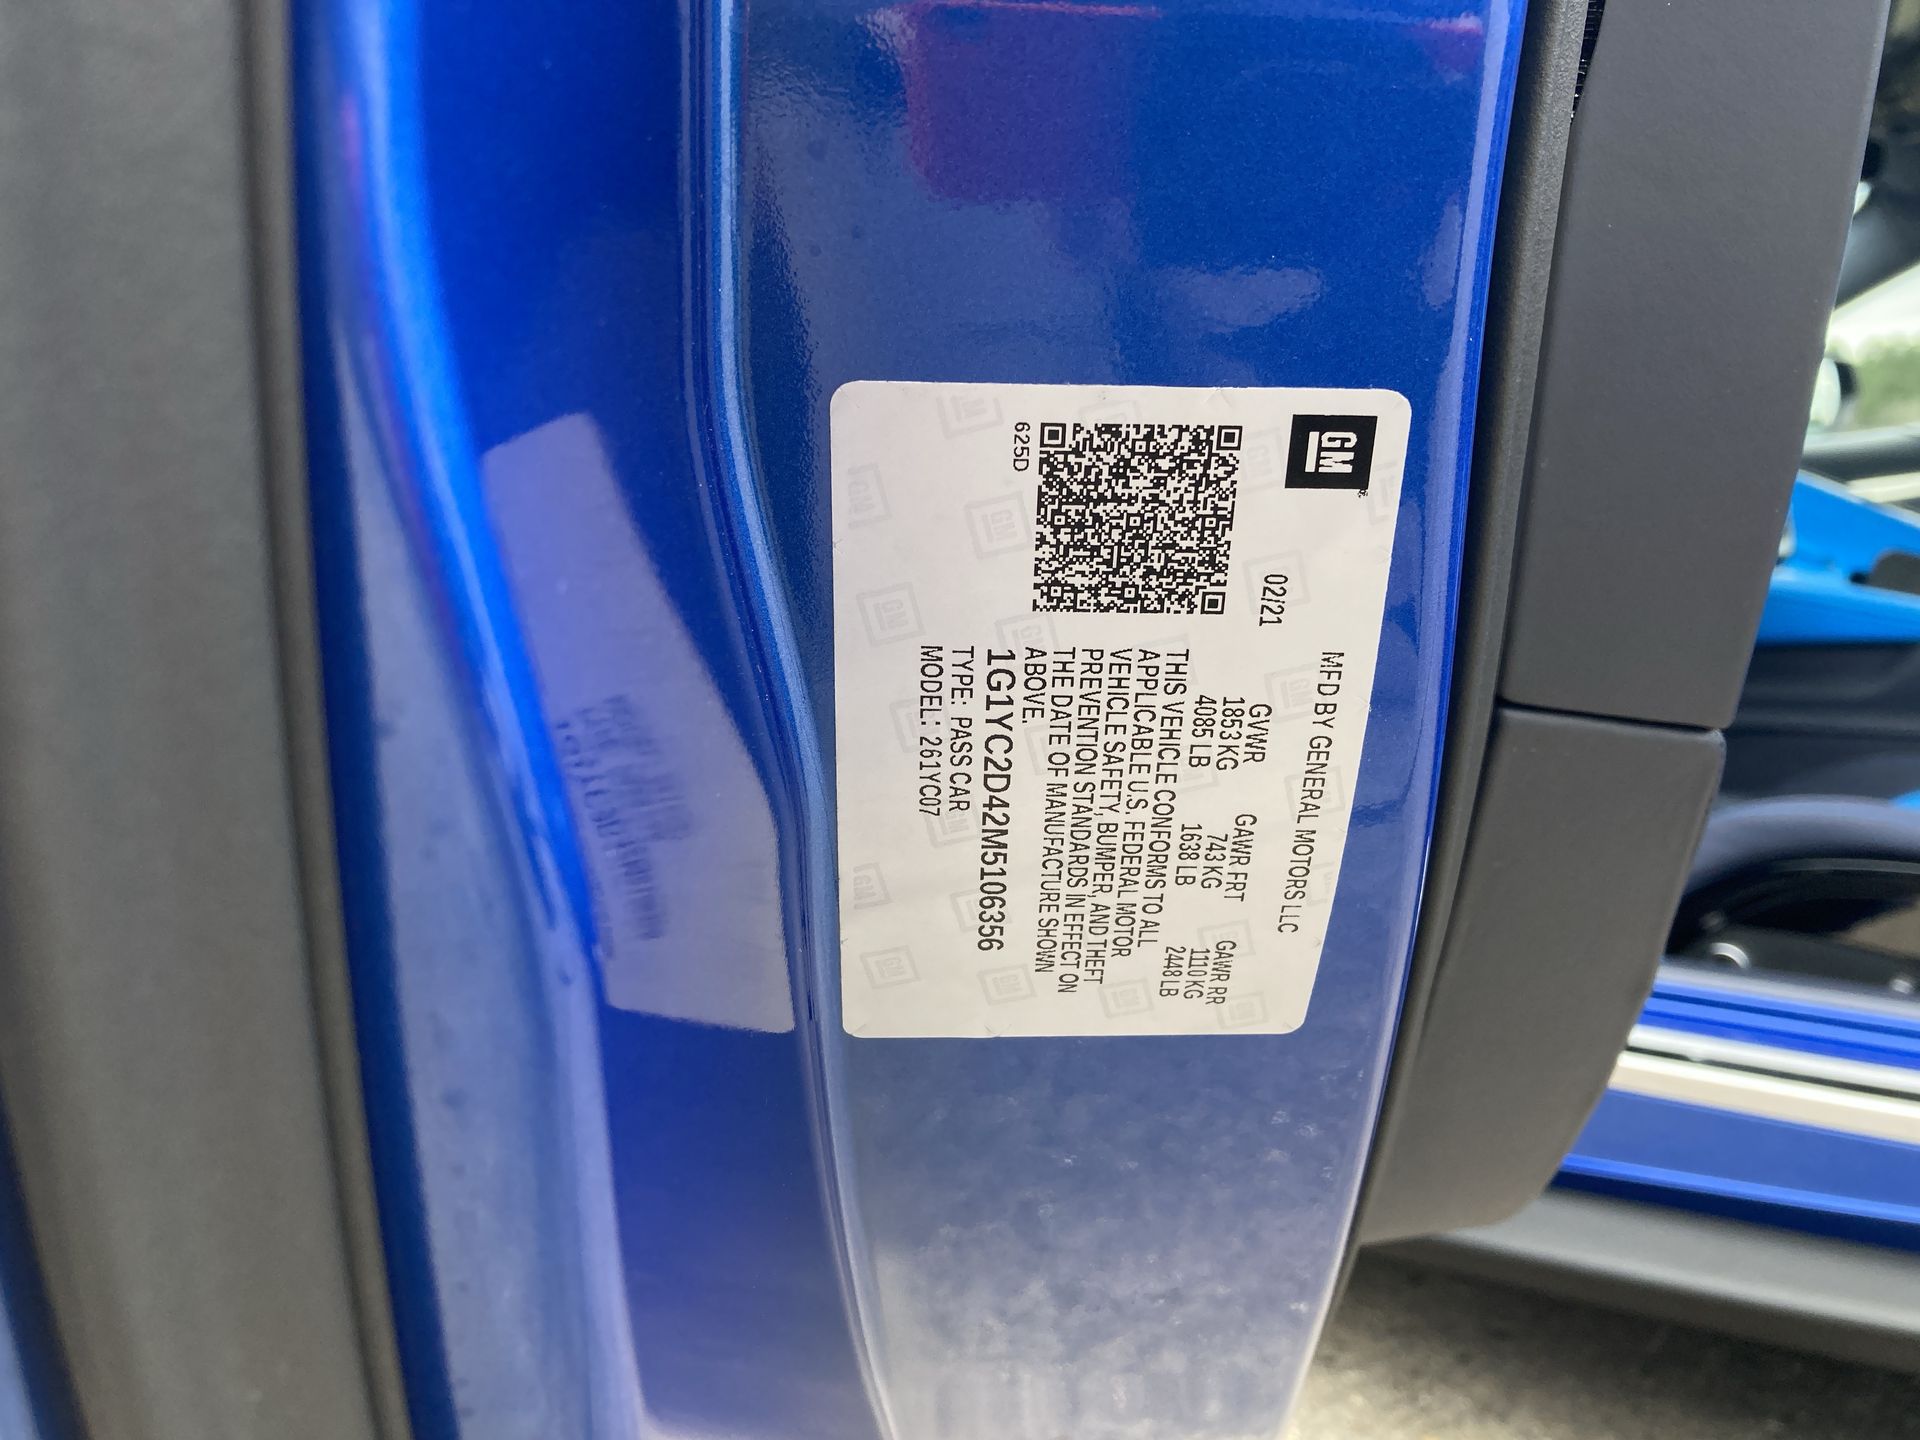 GM
MFD BY GENERAL MOTORS LLC
02/21
GVWR GAWR FRT GAWR RR
1853 KG 743 KG 1110 KG
4085 LB 1638 LB 2448 LB
THIS VEHICLE CONFORMS TO ALL
APPLICABLE U.S. FEDERAL MOTOR
VEHICLE SAFETY, BUMPER, AND THEFT
PREVENTION STANDARDS IN EFFECT ON
THE DATE OF MANUFACTURE SHOWN
ABOVE.
1G1YC2D42M5106356
TYPE: PASS CAR
MODEL: 261YC07
625D